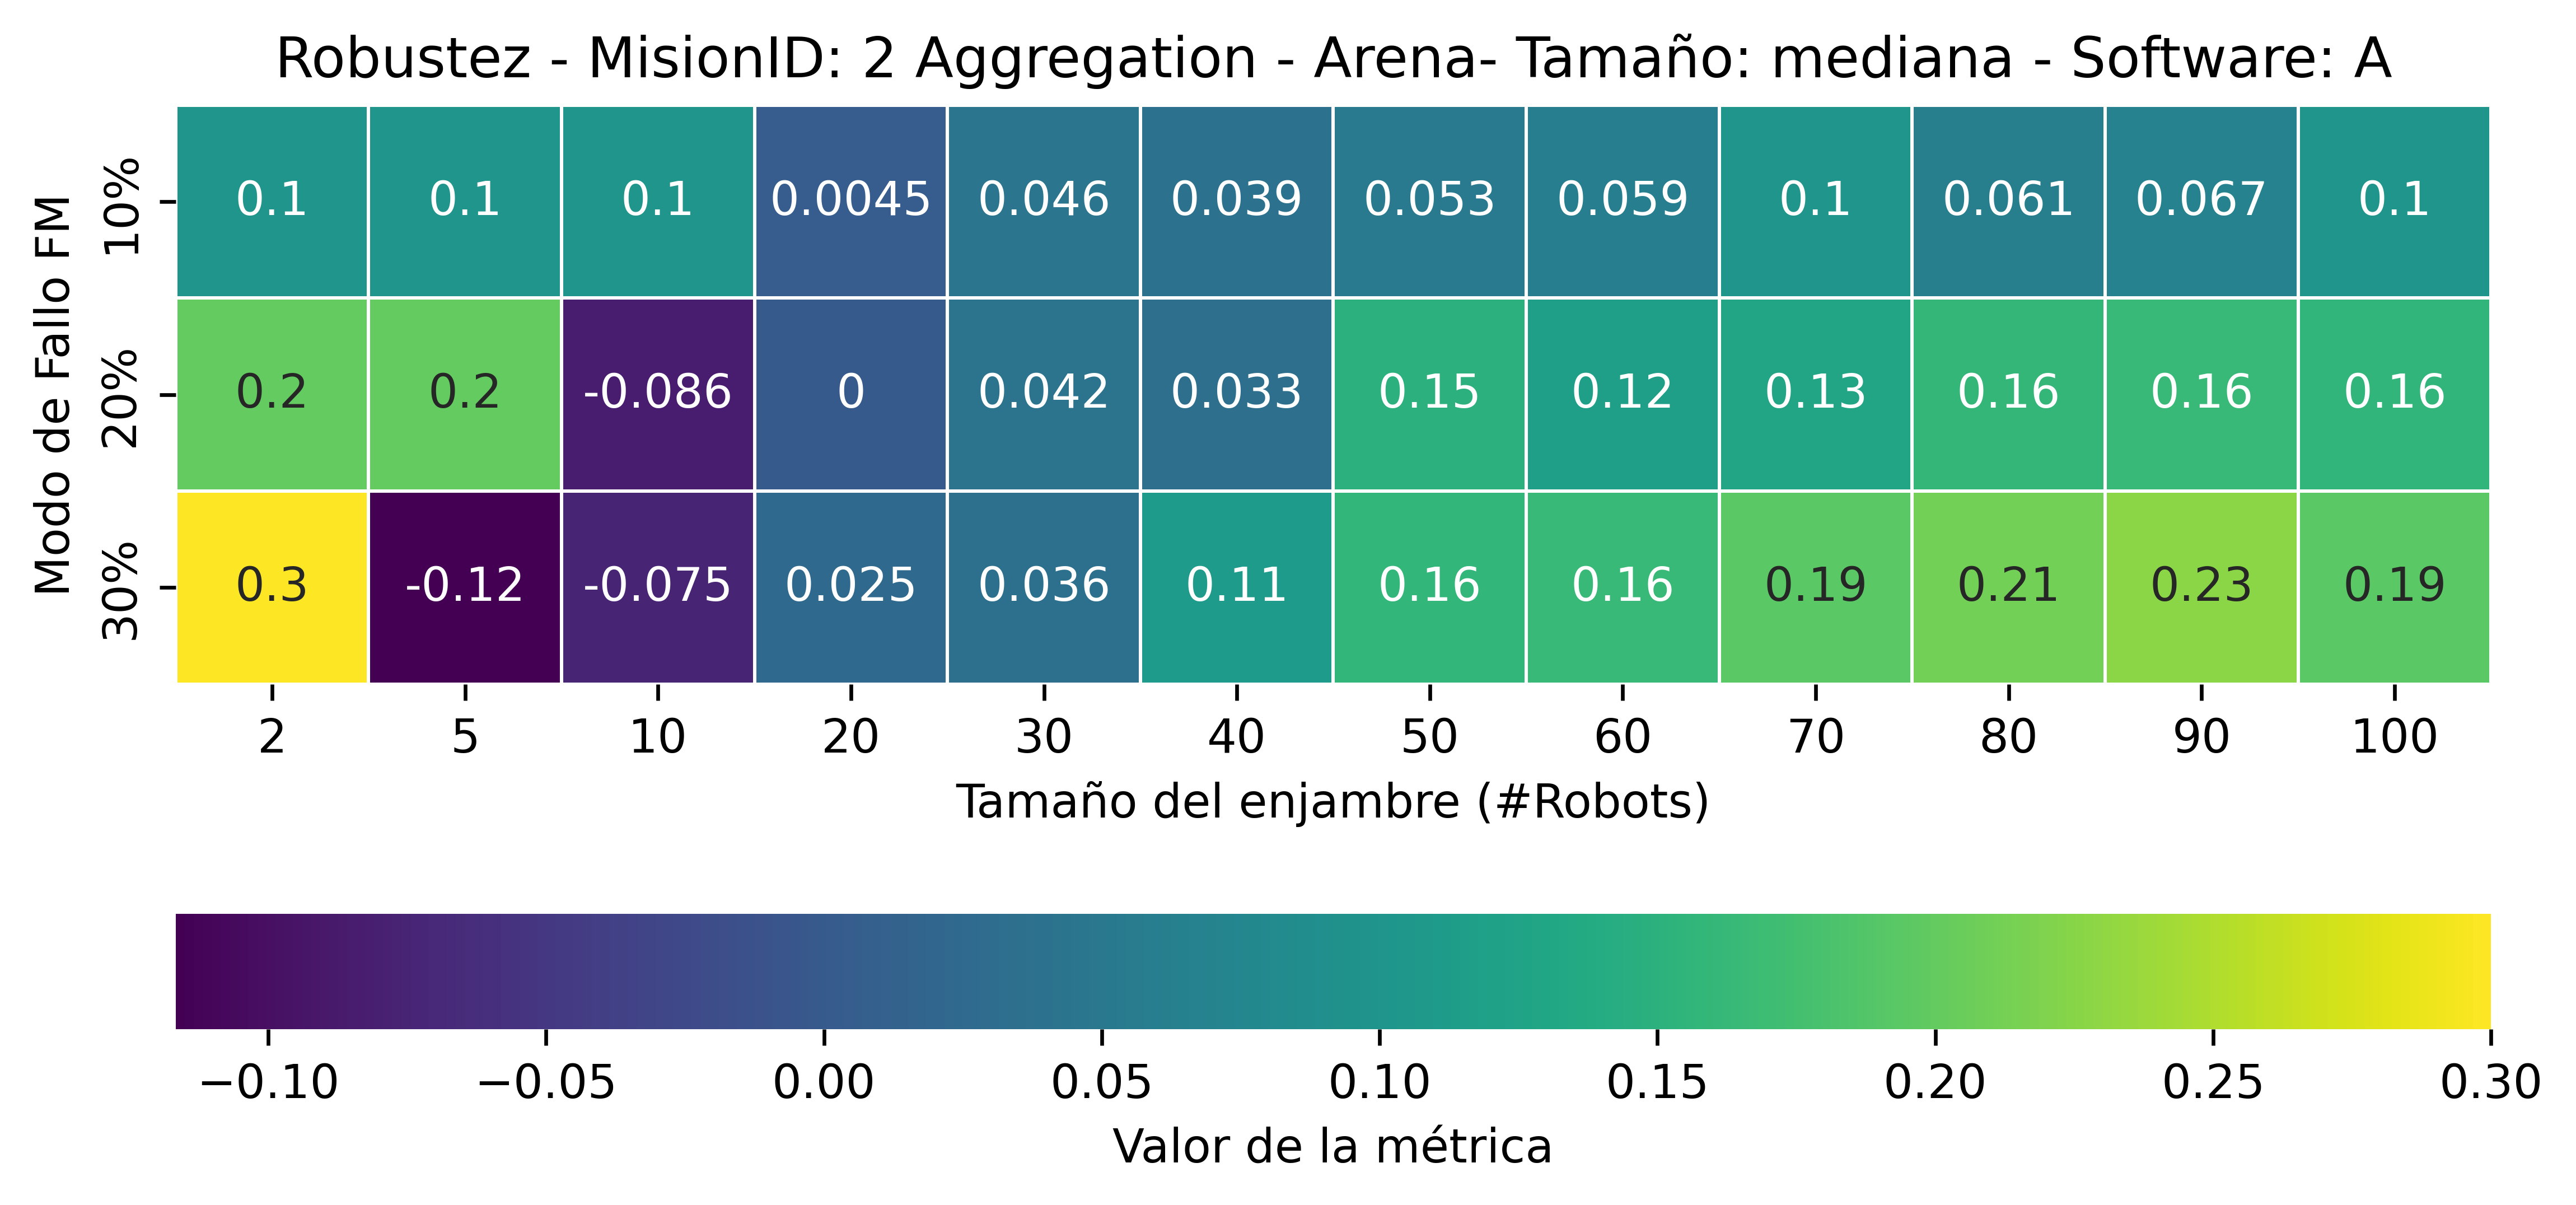 Robustez - MisionID: 2 Aggregation - Arena- Tamaño: mediana - Software: A
Modo de Fallo FM
10%
0.1 0.1 0.1 0.0045 0.046 0.039 0.053 0.059 0.1 0.061 0.067 0.1
20%
0.2 0.2 -0.086 0 0.042 0.033 0.15 0.12 0.13 0.16 0.16 0.16
30%
0.3 -0.12 -0.075 0.025 0.036 0.11 0.16 0.16 0.19 0.21 0.23 0.19
2 5 10 20 30 40 50 60 70 80 90 100
Tamaño del enjambre (#Robots)
−0.10 −0.05 0.00 0.05 0.10 0.15 0.20 0.25 0.30
Valor de la métrica